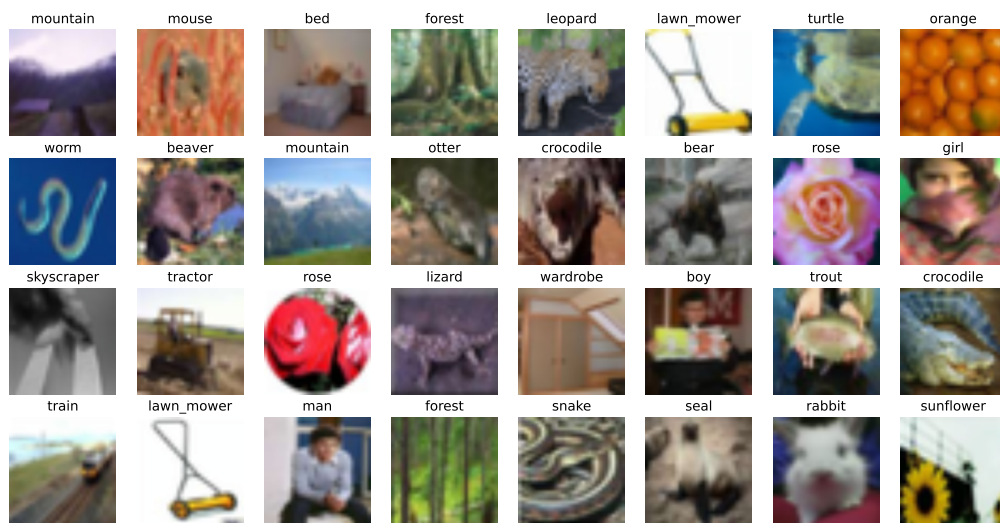 mountain mouse bed forest leopard lawn_mower turtle orange
worm beaver mountain otter crocodile bear rose girl
skyscraper tractor rose lizard wardrobe boy trout crocodile
train lawn_mower man forest snake seal rabbit sunflower